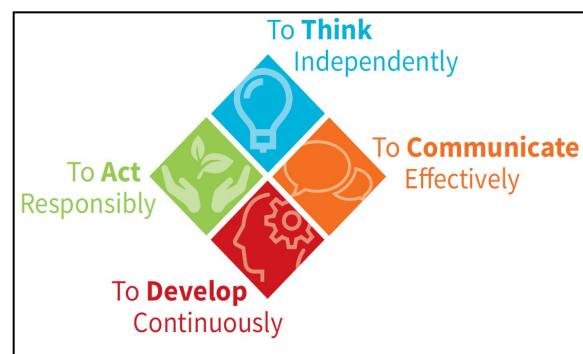 To Think
Independently
To Communicate
Effectively
To Act
Responsibly
To Develop
Continuously